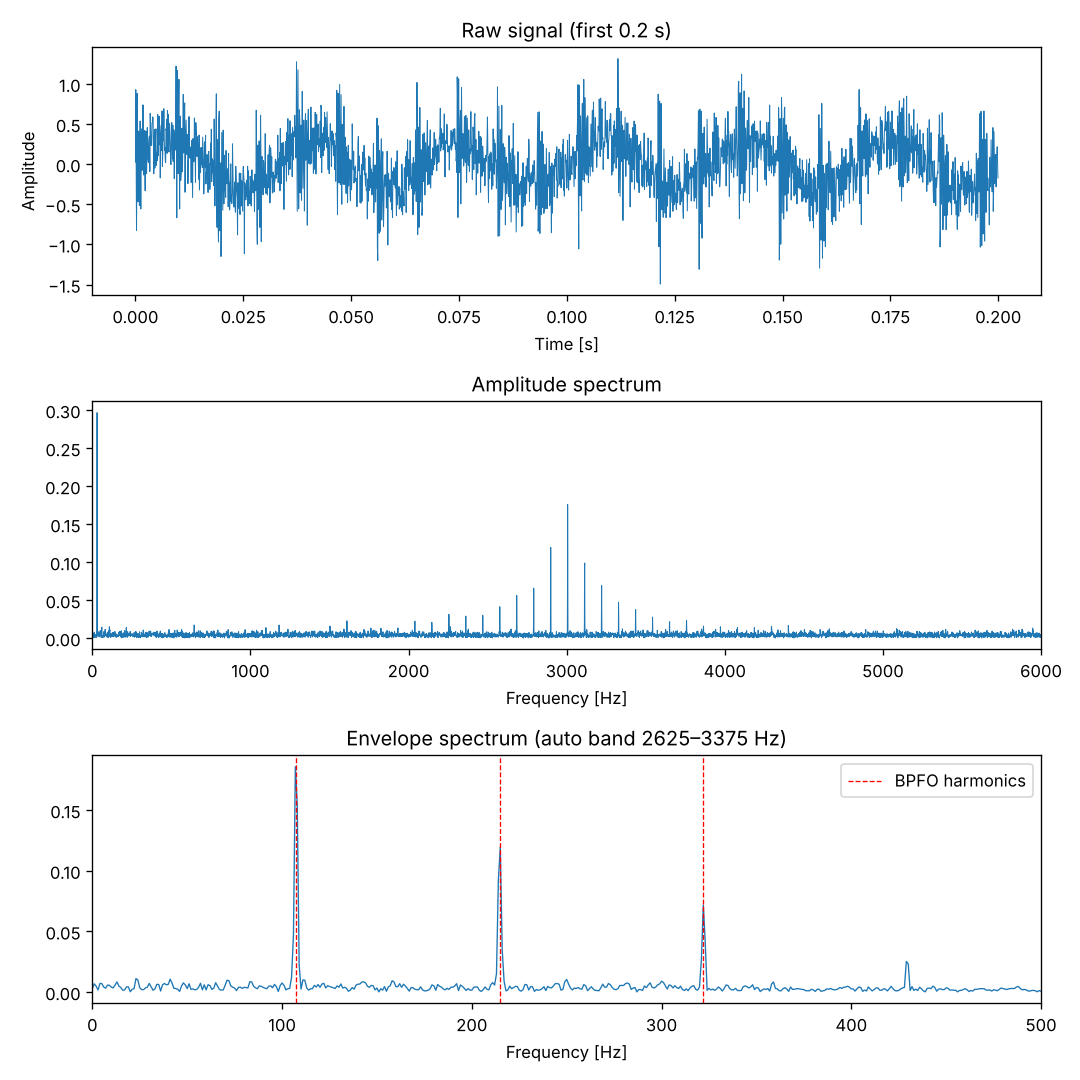 Raw signal (first 0.2 s)
Amplitude
1.0
0.5
0.0
−0.5
−1.0
−1.5
0.000 0.025 0.050 0.075 0.100 0.125 0.150 0.175 0.200
Time [s]
Amplitude spectrum
0.30
0.25
0.20
0.15
0.10
0.05
0.00
0 1000 2000 3000 4000 5000 6000
Frequency [Hz]
Envelope spectrum (auto band 2625–3375 Hz)
BPFO harmonics
0.15
0.10
0.05
0.00
0 100 200 300 400 500
Frequency [Hz]